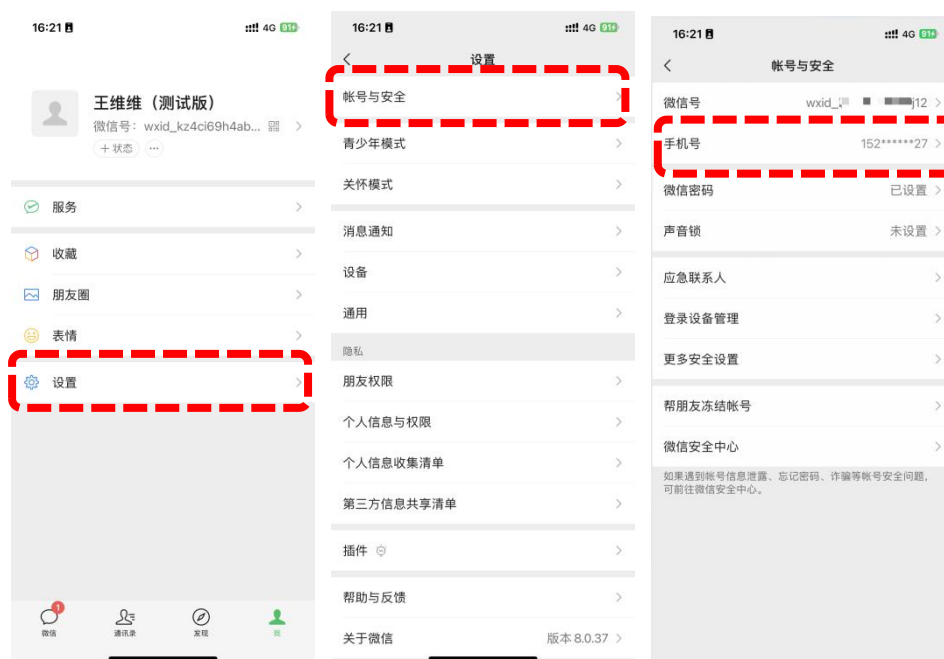 16:21
4G 91
王维维（测试版）
微信号：wxid_kz4ci69h4ab...
+ 状态
服务
收藏
朋友圈
表情
设置
1
微信 通讯录 发现 我
16:21
4G 91
设置
帐号与安全
青少年模式
关怀模式
消息通知
设备
通用
隐私
朋友权限
个人信息与权限
个人信息收集清单
第三方信息共享清单
插件
帮助与反馈
关于微信 版本 8.0.37
16:21
4G 91
帐号与安全
微信号 wxid_ j12
手机号 152******27
微信密码 已设置
声音锁 未设置
应急联系人
登录设备管理
更多安全设置
帮朋友冻结帐号
微信安全中心
如果遇到帐号信息泄露、忘记密码、诈骗等帐号安全问题，
可前往微信安全中心。